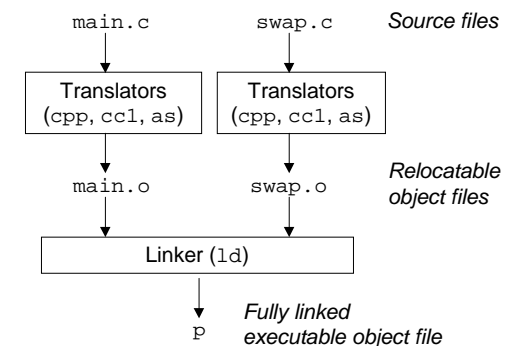 main.c swap.c Source files
Translators Translators
(cpp, cc1, as) (cpp, cc1, as)
main.o swap.o Relocatable
object files
Linker (ld)
Fully linked
p executable object file